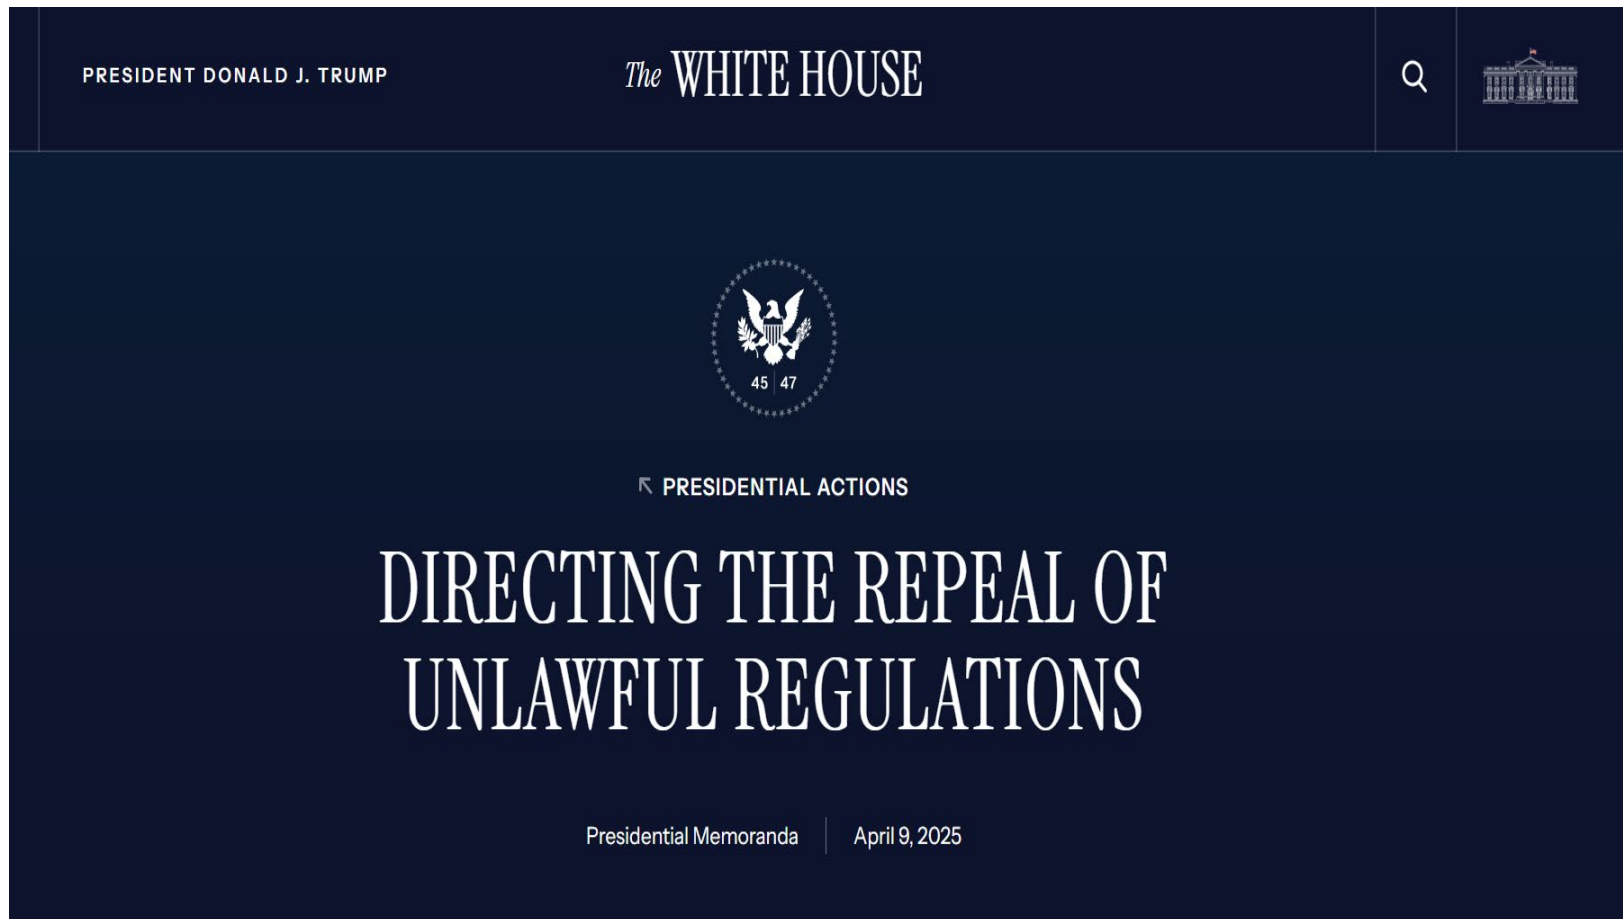 PRESIDENT DONALD J. TRUMP
The WHITE HOUSE
45 | 47
PRESIDENTIAL ACTIONS
DIRECTING THE REPEAL OF
UNLAWFUL REGULATIONS
Presidential Memoranda | April 9, 2025